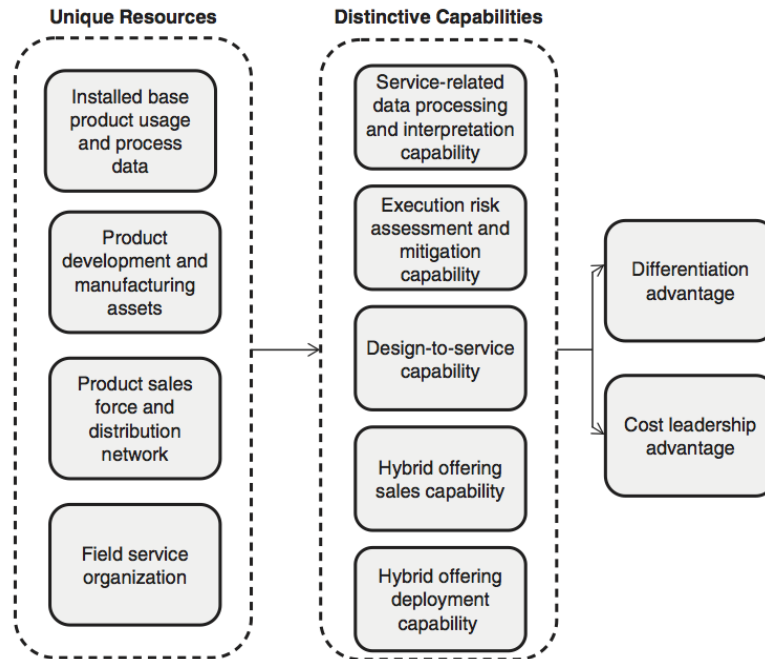 Unique Resources
Installed base
product usage
and process
data
Product
development and
manufacturing
assets
Product sales
force and
distribution
network
Field service
organization
Distinctive Capabilities
Service-related
data processing
and interpretation
capability
Execution risk
assessment and
mitigation
capability
Design-to-service
capability
Hybrid offering
sales capability
Hybrid offering
deployment
capability
Differentiation
advantage
Cost leadership
advantage